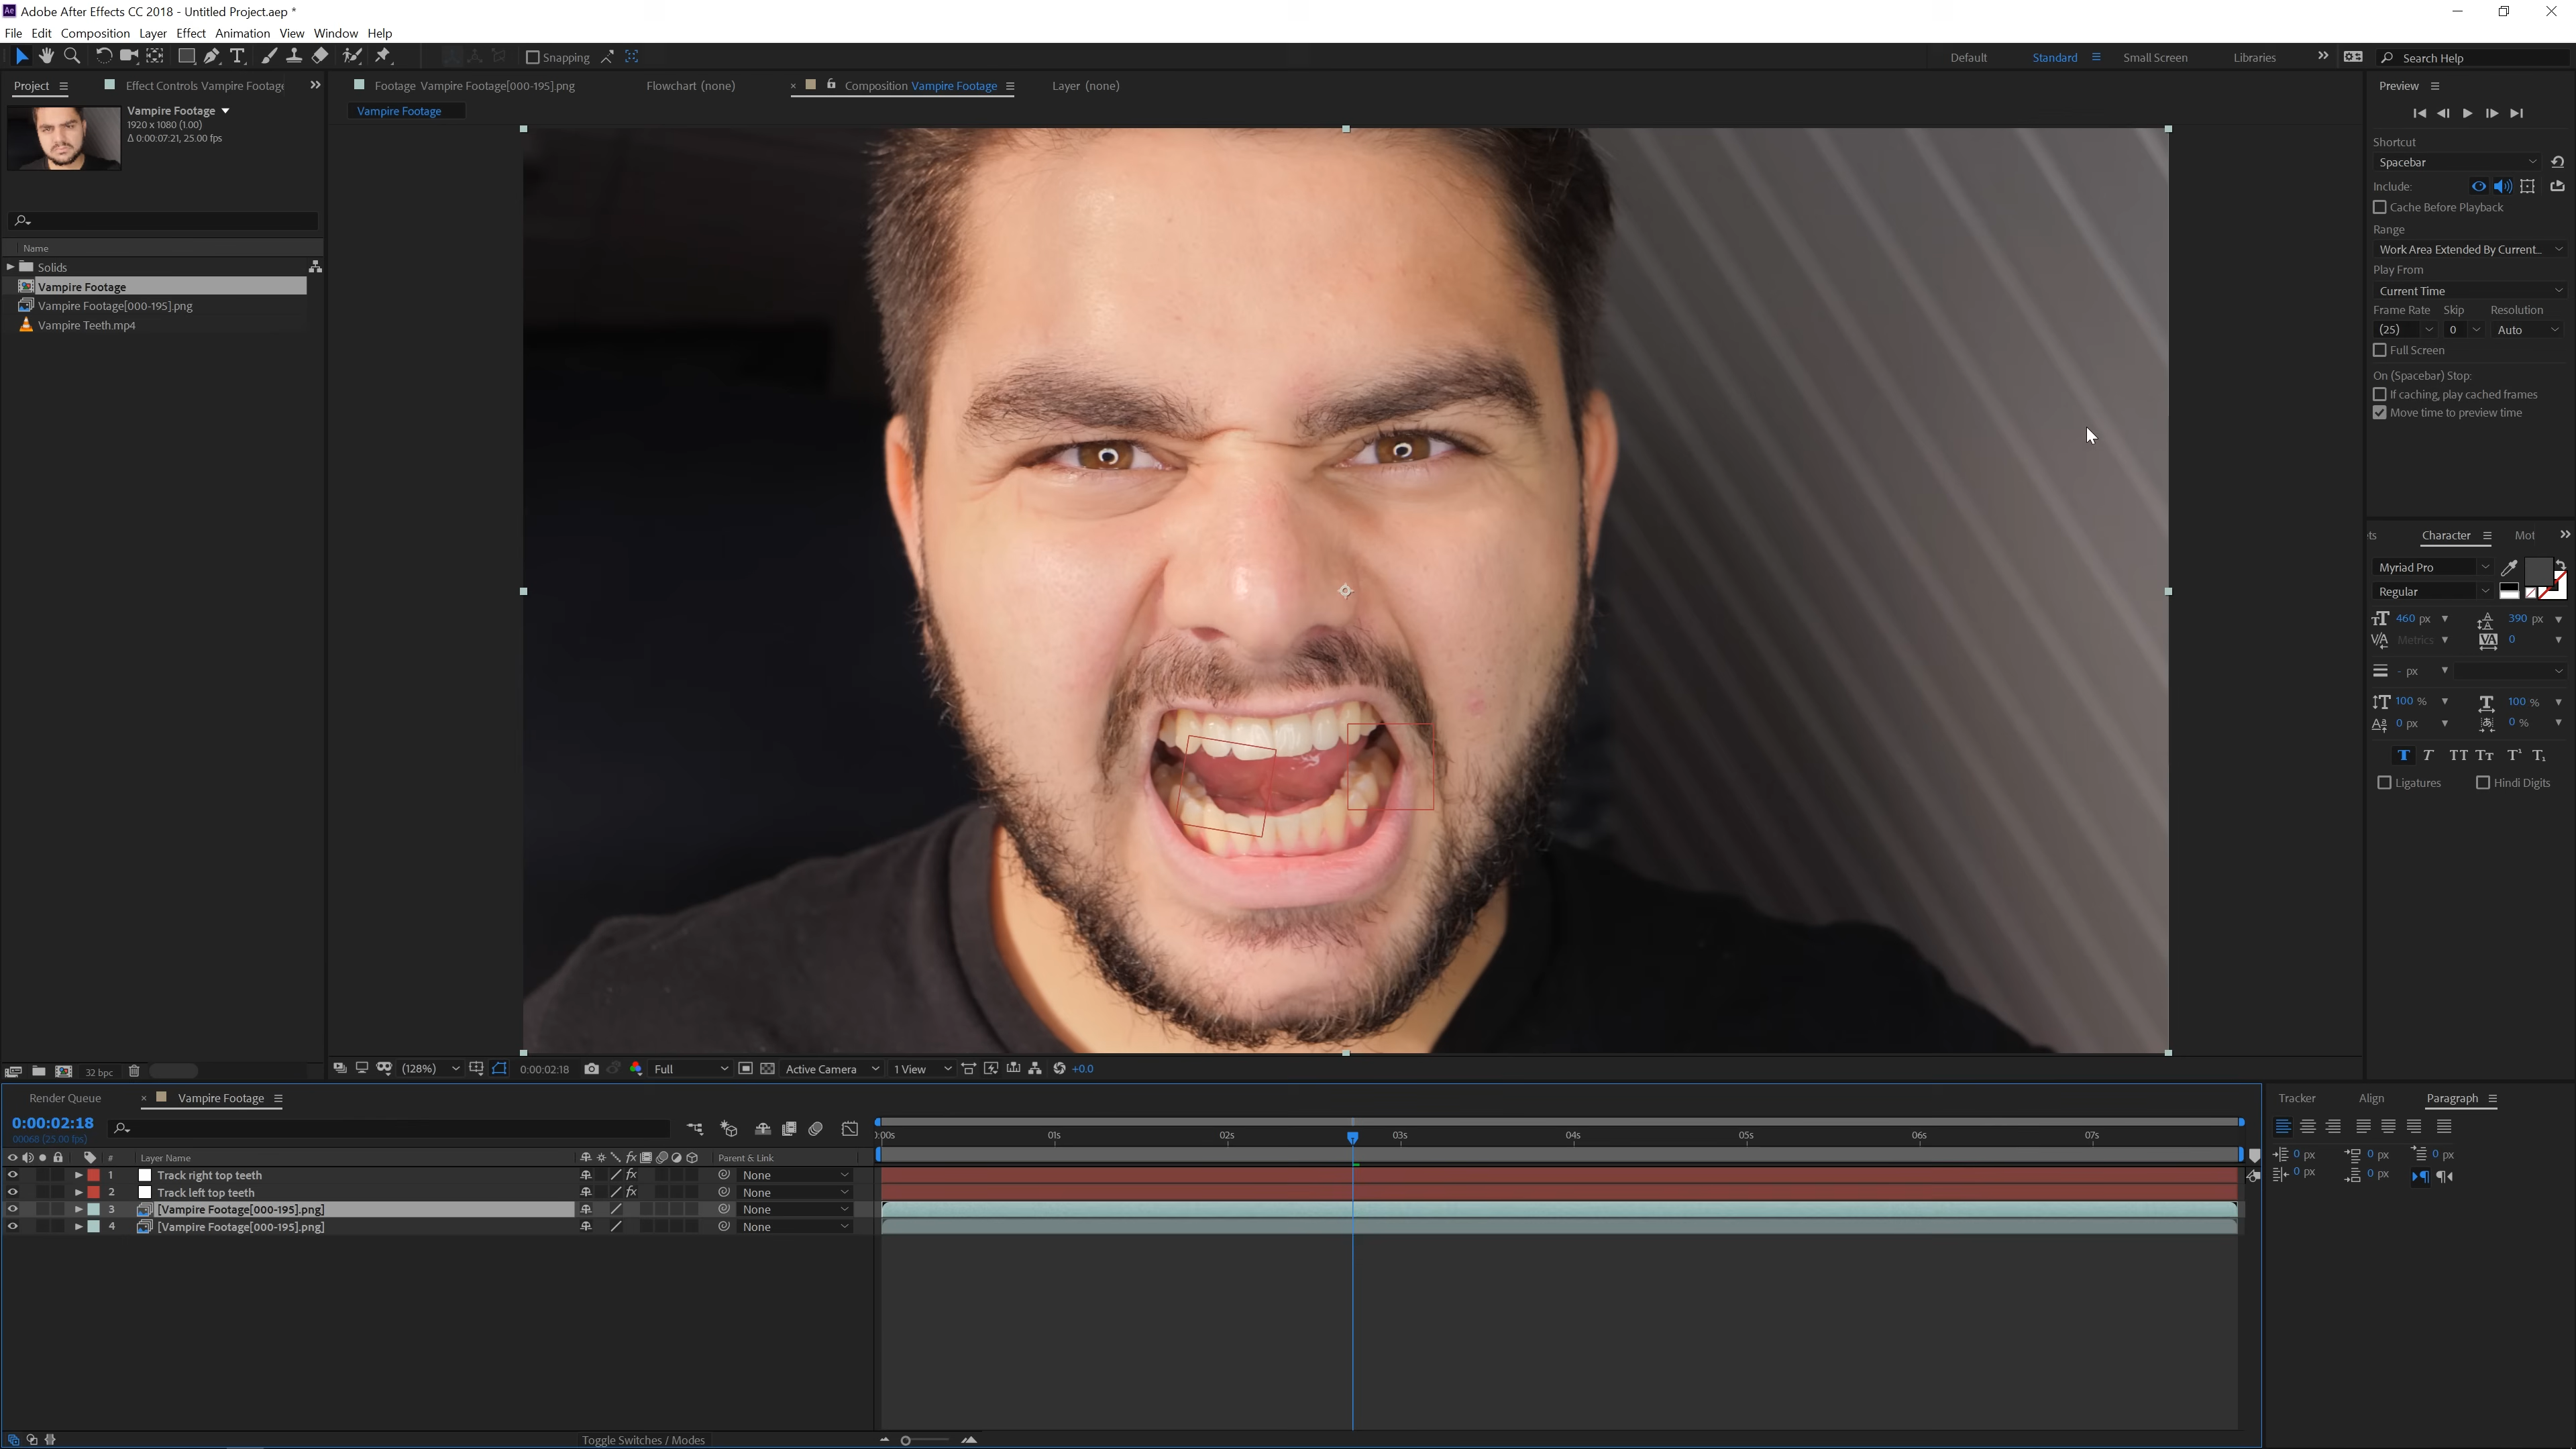 Adobe After Effects CC 2018 - Untitled Project.aep *
File Edit Composition Layer Effect Animation View Window Help
Snapping
Default Standard Small Screen Libraries Search Help
Project Effect Controls Vampire Footage
Footage Vampire Footage[000-195].png Flowchart (none) Composition Vampire Footage Layer (none)
Vampire Footage
Vampire Footage
1920 x 1080 (1.00)
Δ 0:00:07:21, 25.00 fps
Name
Solids
Vampire Footage
Vampire Footage[000-195].png
Vampire Teeth.mp4
32 bpc
Preview
Shortcut
Spacebar
Include:
Cache Before Playback
Range
Work Area Extended By Current...
Play From
Current Time
Frame Rate Skip Resolution
(25) 0 Auto
Full Screen
On (Spacebar) Stop:
If caching, play cached frames
Move time to preview time
ts Character Mot
Myriad Pro
Regular
460 px 390 px
Metrics 0
- px
100 % 100 %
0 px 0 %
Ligatures Hindi Digits
(128%) 0:00:02:18 Full Active Camera 1 View +0.0
Render Queue Vampire Footage
0:00:02:18
00068 (25.00 fps)
# Layer Name Parent & Link
1 Track right top teeth None
2 Track left top teeth None
3 [Vampire Footage[000-195].png] None
4 [Vampire Footage[000-195].png] None
0:00s 01s 02s 03s 04s 05s 06s 07s
Toggle Switches / Modes
Tracker Align Paragraph
0 px 0 px 0 px
0 px 0 px